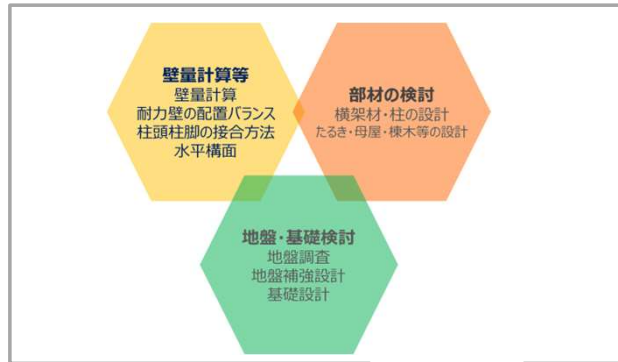 壁量計算等
壁量計算
耐力壁の配置バランス
柱頭柱脚の接合方法
水平構面
部材の検討
横架材・柱の設計
たるき・母屋・棟木等の設計
地盤・基礎検討
地盤調査
地盤補強設計
基礎設計